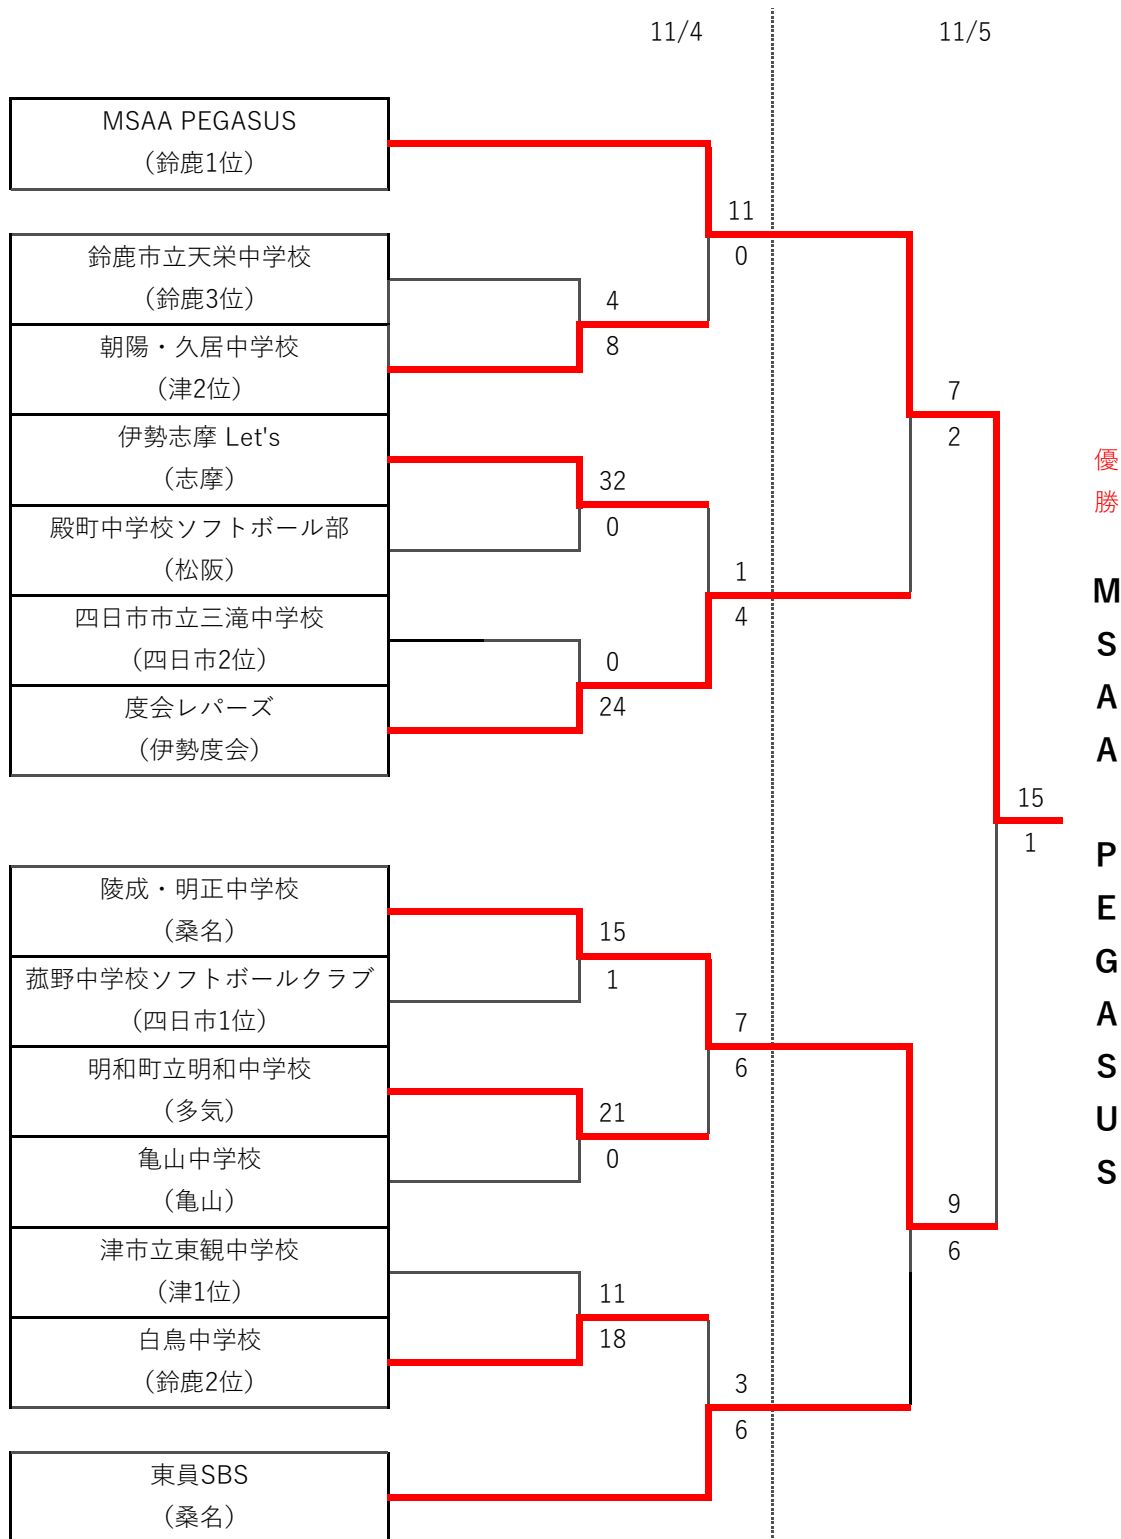 11/4
11/5
MSAA PEGASUS
（鈴鹿1位）
11
0
鈴鹿市立天栄中学校
（鈴鹿3位）
4
8
朝陽・久居中学校
（津2位）
7
2
伊勢志摩 Let's
（志摩）
32
0
殿町中学校ソフトボール部
（松阪）
1
4
四日市市立三滝中学校
（四日市2位）
0
24
度会レパーズ
（伊勢度会）
優勝
MSAA PEGASUS
15
1
陵成・明正中学校
（桑名）
15
1
菰野中学校ソフトボールクラブ
（四日市1位）
7
6
明和町立明和中学校
（多気）
21
0
亀山中学校
（亀山）
9
6
津市立東観中学校
（津1位）
11
18
白鳥中学校
（鈴鹿2位）
3
6
東員SBS
（桑名）